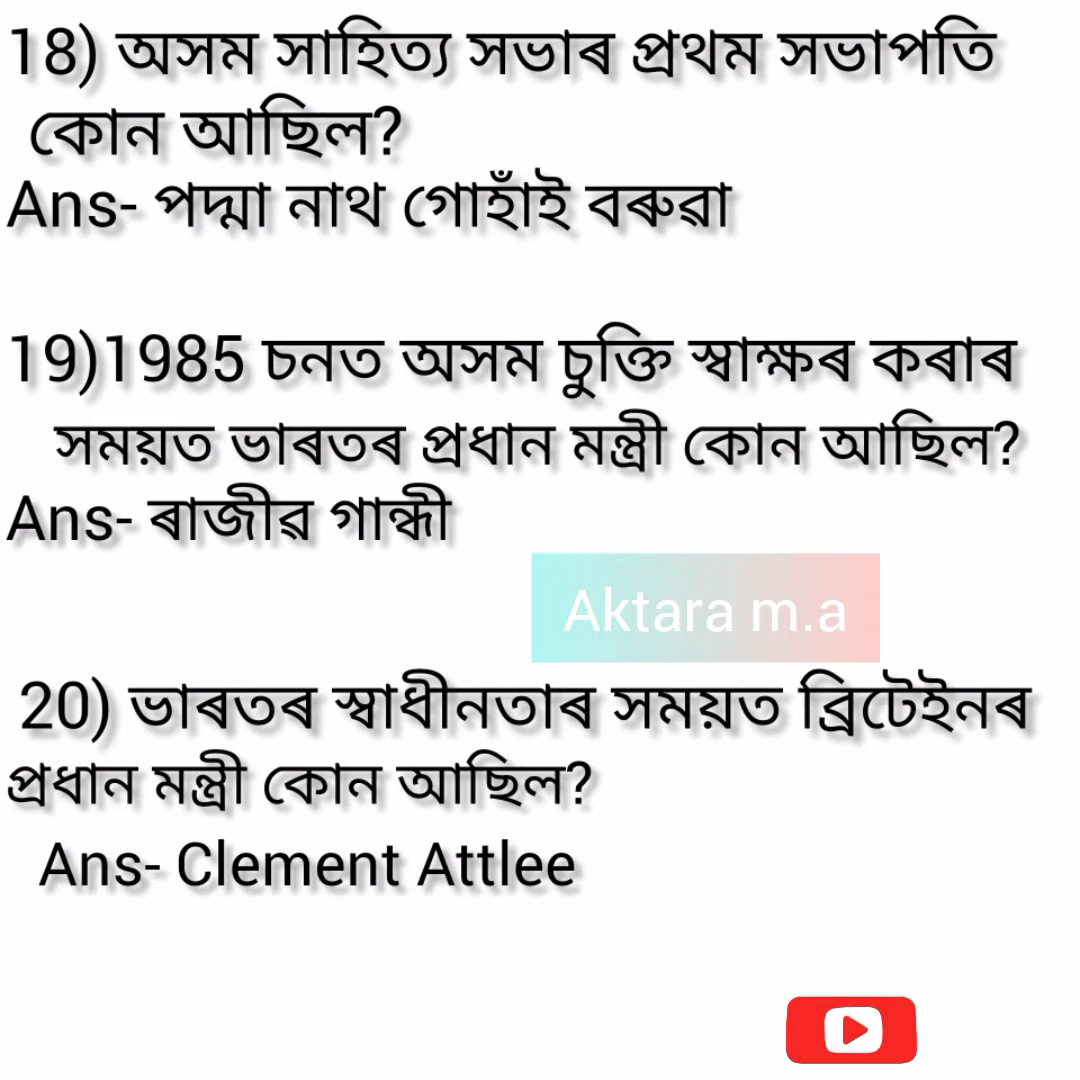 18) অসম সাহিত্য সভাৰ প্ৰথম সভাপতি
কোন আছিল?
Ans- পদ্মা নাথ গোহাঁই বৰুৱা
19)1985 চনত অসম চুক্তি স্বাক্ষৰ কৰাৰ
সময়ত ভাৰতৰ প্ৰধান মন্ত্ৰী কোন আছিল?
Ans- ৰাজীৱ গান্ধী
Aktara m.a
20) ভাৰতৰ স্বাধীনতাৰ সময়ত ব্ৰিটেইনৰ
প্ৰধান মন্ত্ৰী কোন আছিল?
Ans- Clement Attlee